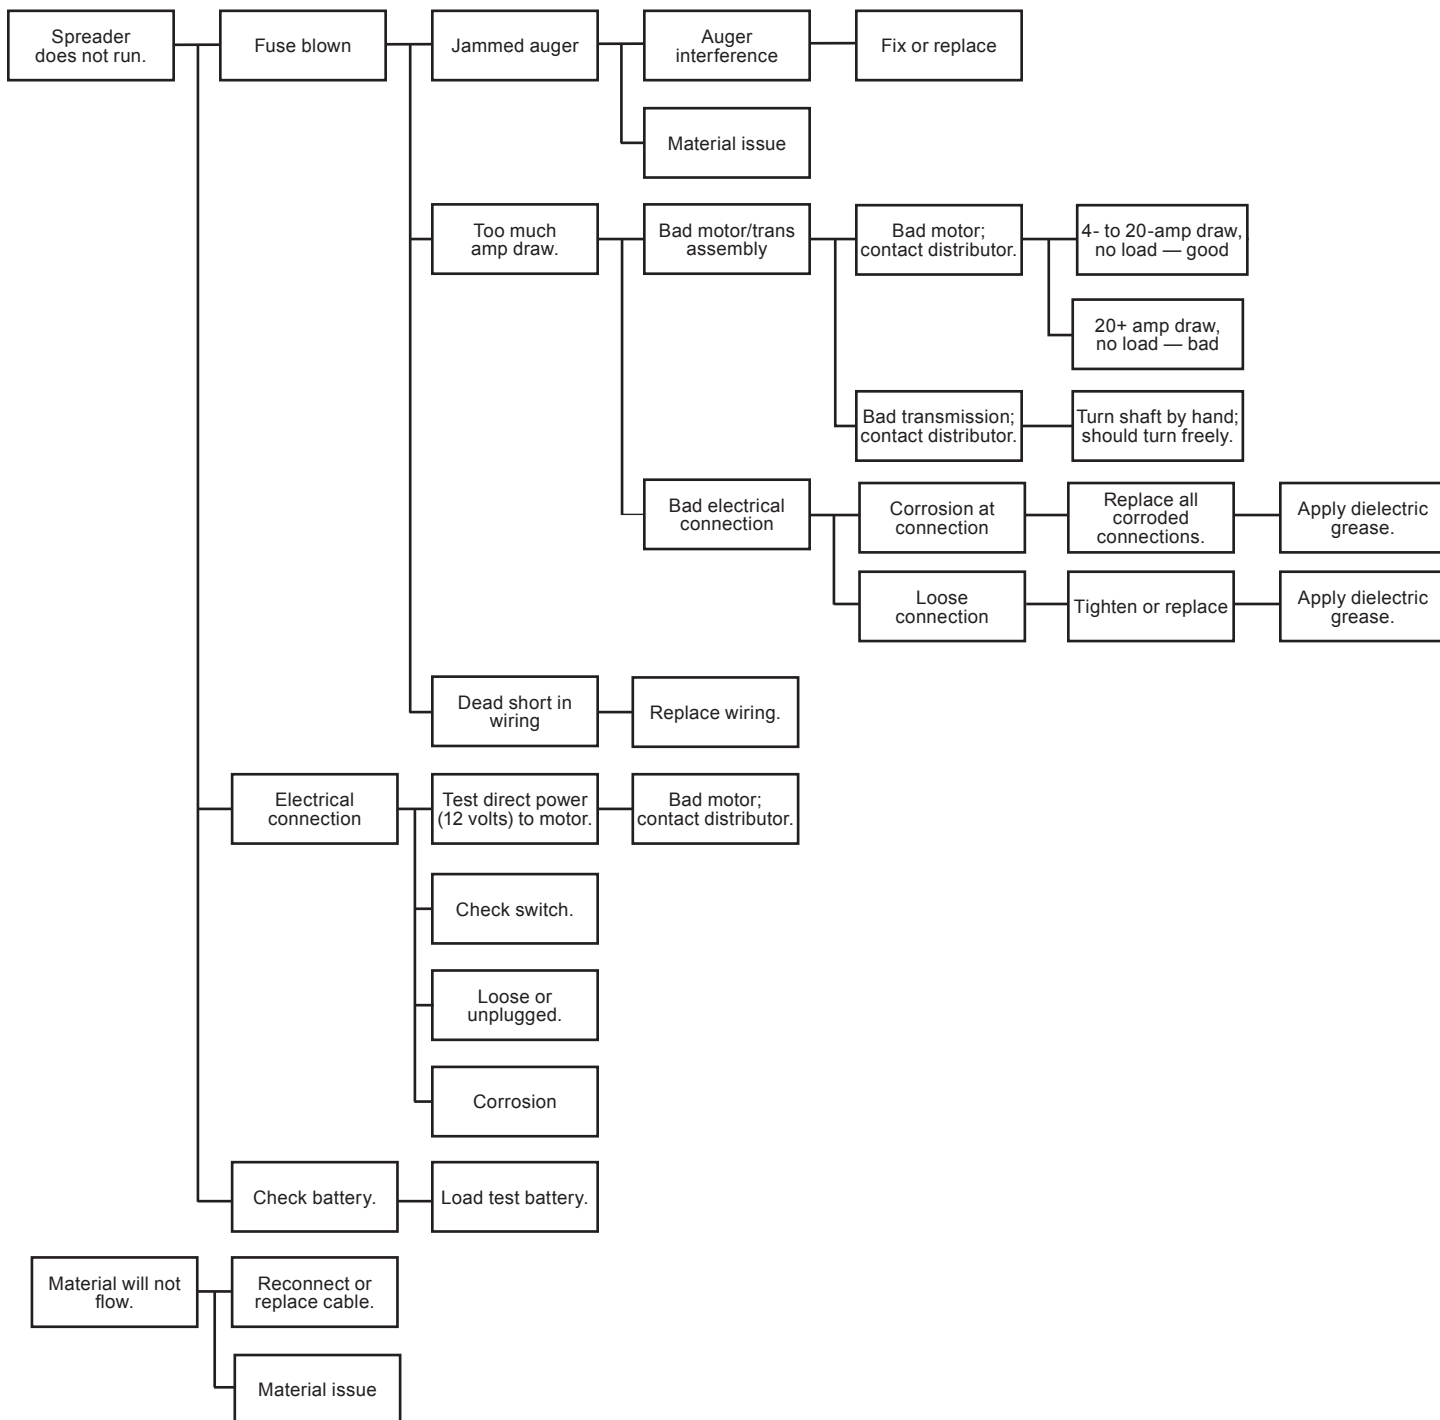 Spreader
does not run.
Fuse blown
Jammed auger
Auger
interference
Fix or replace
Material issue
Too much
amp draw.
Bad motor/trans
assembly
Bad motor;
contact distributor.
4- to 20-amp draw,
no load — good
20+ amp draw,
no load — bad
Bad transmission;
contact distributor.
Turn shaft by hand;
should turn freely.
Bad electrical
connection
Corrosion at
connection
Replace all
corroded
connections.
Apply dielectric
grease.
Loose
connection
Tighten or replace
Apply dielectric
grease.
Dead short in
wiring
Replace wiring.
Electrical
connection
Test direct power
(12 volts) to motor.
Bad motor;
contact distributor.
Check switch.
Loose or
unplugged.
Corrosion
Check battery.
Load test battery.
Material will not
flow.
Reconnect or
replace cable.
Material issue